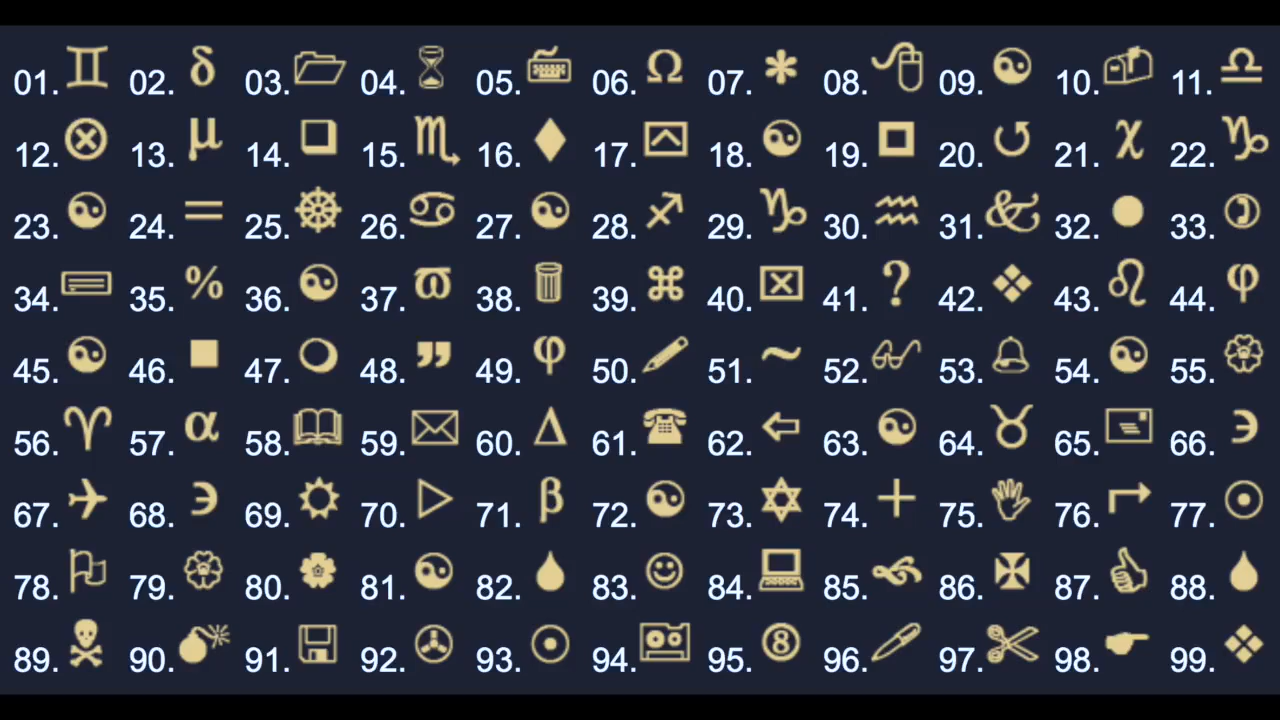 01. ♊ 02. δ 03. 🗁 04. ⏳ 05. 🖮 06. Ω 07. * 08. 🖰 09. ☯ 10. 📬 11. ♎
12. ⊗ 13. μ 14. ❑ 15. ♏ 16. ♦ 17. ⍓ 18. ☯ 19. ◘ 20. ↺ 21. χ 22. ♑
23. ☯ 24. = 25. ☸ 26. ♋ 27. ☯ 28. ♐ 29. ♑ 30. ♒ 31. & 32. ● 33. ✆
34. 🖴 35. % 36. ☯ 37. ϖ 38. 🗑 39. ⌘ 40. ⌧ 41. ? 42. ❖ 43. ♌ 44. φ
45. ☯ 46. ■ 47. ❍ 48. ❞ 49. φ 50. ✏ 51. ~ 52. 👓 53. 🔔 54. ☯ 55. 🏵
56. ♈ 57. α 58. 📖 59. ✉ 60. Δ 61. ☎ 62. ⇦ 63. ☯ 64. ♉ 65. 🖃 66. ϶
67. ✈ 68. ϶ 69. ☼ 70. ▷ 71. β 72. ☯ 73. ✡ 74. + 75. 🖐 76. ↱ 77. ☉
78. ⚐ 79. 🏵 80. ✿ 81. ☯ 82. 💧 83. ☺ 84. 💻 85. 🙘 86. ✠ 87. 👍 88. 💧
89. ☠ 90. 💣 91. 💾 92. ✇ 93. ☉ 94. 🖭 95. ⑧ 96. 🖊 97. ✂ 98. ☛ 99. ❖